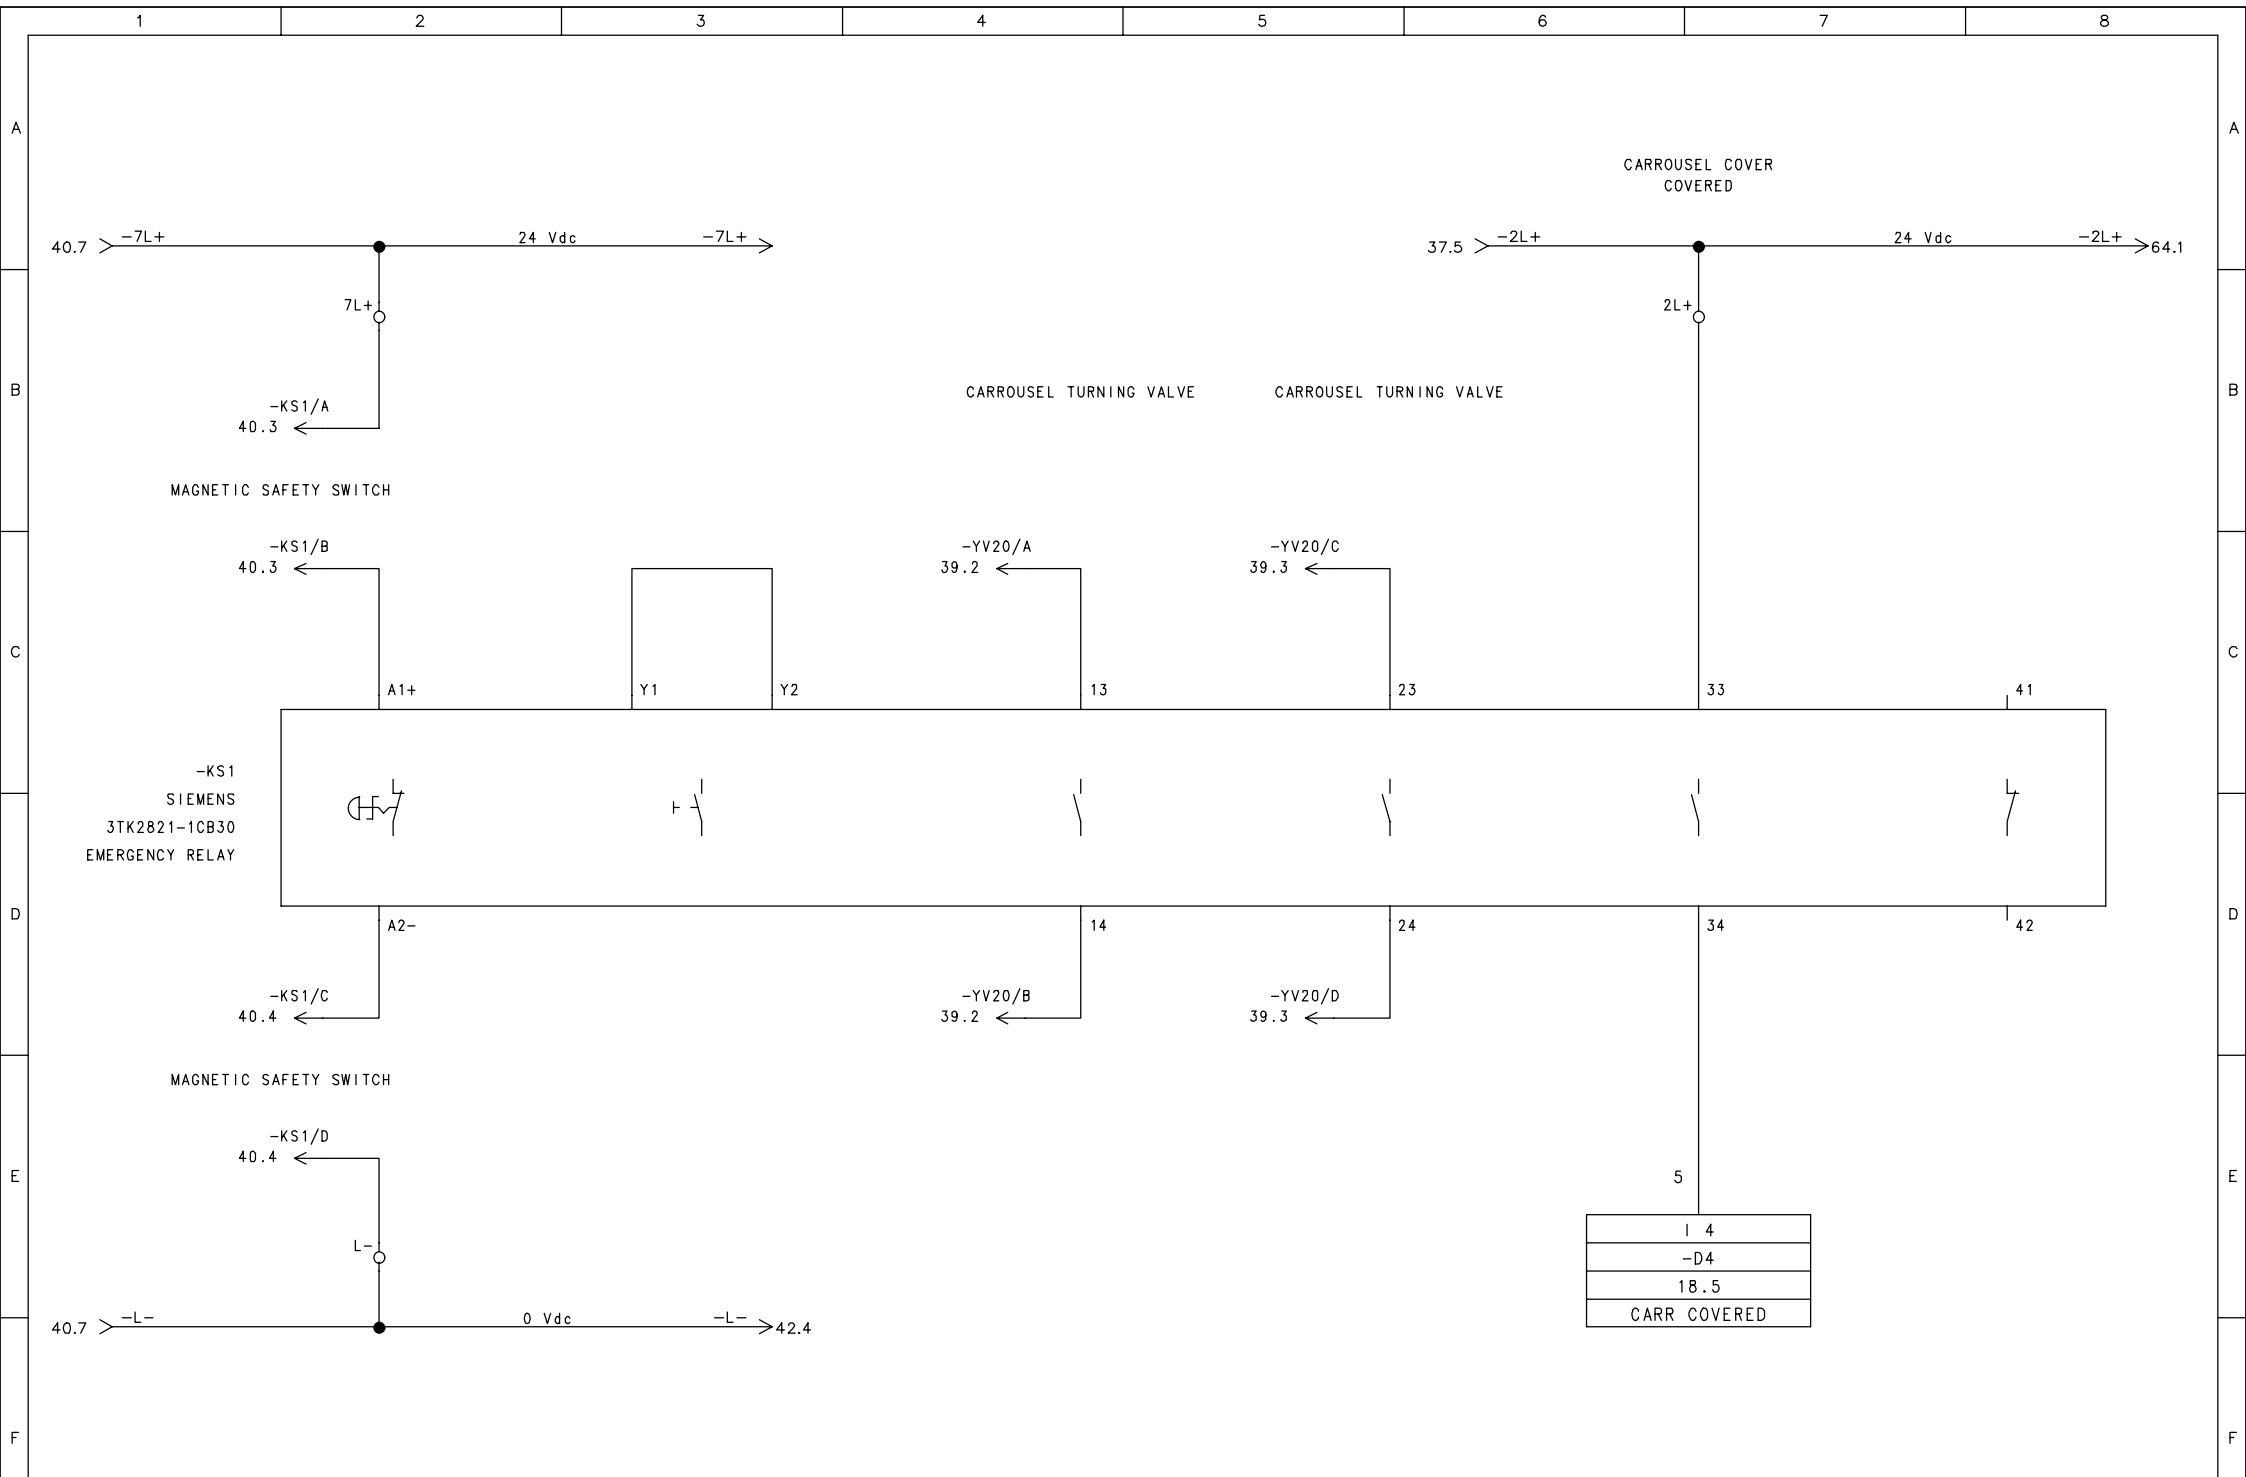 1 2 3 4 5 6 7 8
A A
CARROUSEL COVER
COVERED
40.7 -7L+ 24 Vdc -7L+ 37.5 -2L+ 24 Vdc -2L+ 64.1
7L+ 2L+
B B
CARROUSEL TURNING VALVE CARROUSEL TURNING VALVE
-KS1/A
40.3
MAGNETIC SAFETY SWITCH
-KS1/B -YV20/A -YV20/C
40.3 39.2 39.3
C C
A1+ Y1 Y2 13 23 33 41
-KS1
SIEMENS
3TK2821-1CB30
EMERGENCY RELAY
D D
A2- 14 24 34 42
-KS1/C -YV20/B -YV20/D
40.4 39.2 39.3
MAGNETIC SAFETY SWITCH
-KS1/D
40.4
E 5 E
I 4
L-
-D4
18.5
CARR COVERED
40.7 -L- 0 Vdc -L- 42.4
F F